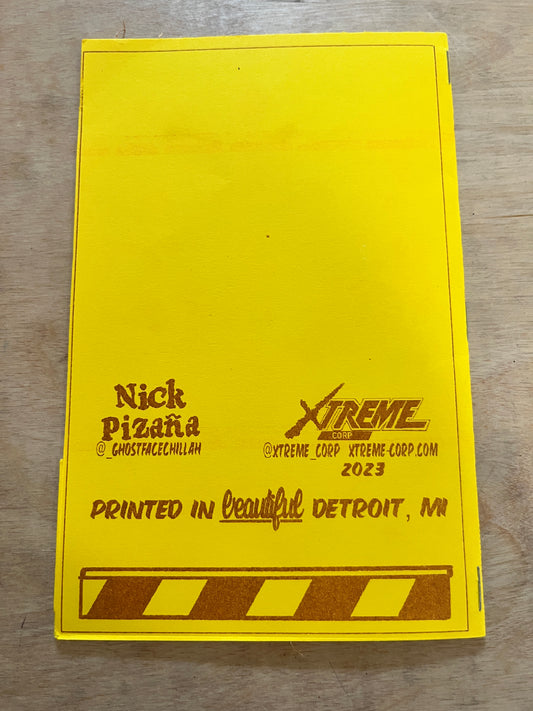 Nick
Pizaña
@_GHOSTFACECHILLAH
XTREME
CORP
@XTREME_CORP XTREME-CORP.COM
2023
PRINTED IN beautiful DETROIT, MI